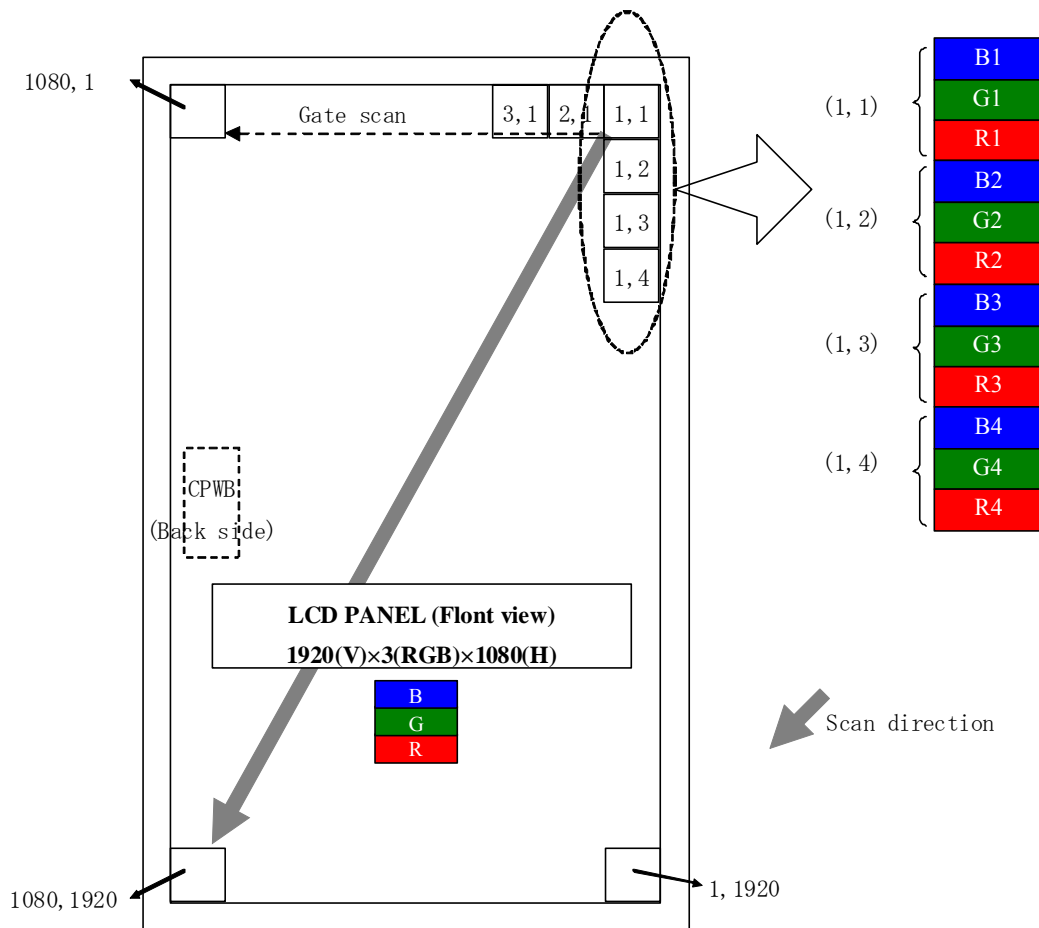 1080,1
Gate scan
3,1
2,1
1,1
1,2
1,3
1,4
(1,1)
B1
G1
R1
(1,2)
B2
G2
R2
(1,3)
B3
G3
R3
(1,4)
B4
G4
R4
CPWB
(Back side)
LCD PANEL (Flont view)
1920(V)×3(RGB)×1080(H)
B
G
R
Scan direction
1080,1920
1,1920